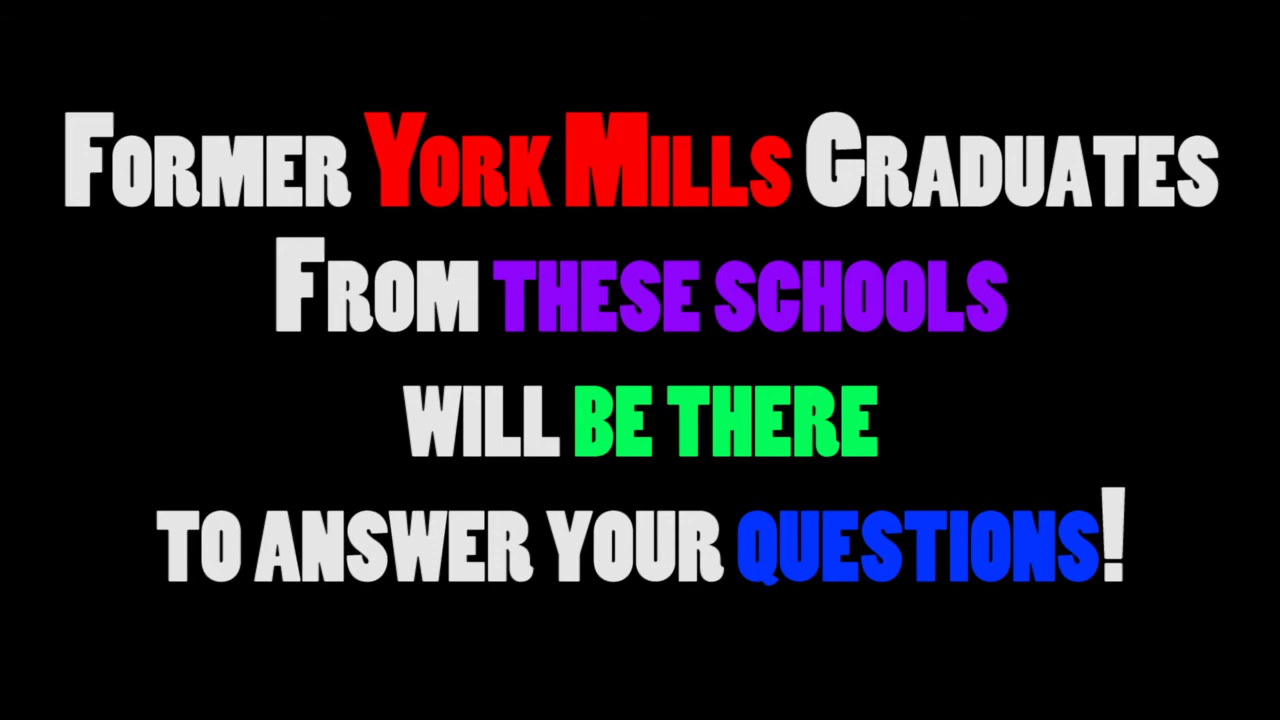 Former York Mills Graduates
From these schools
will be there
to answer your questions!